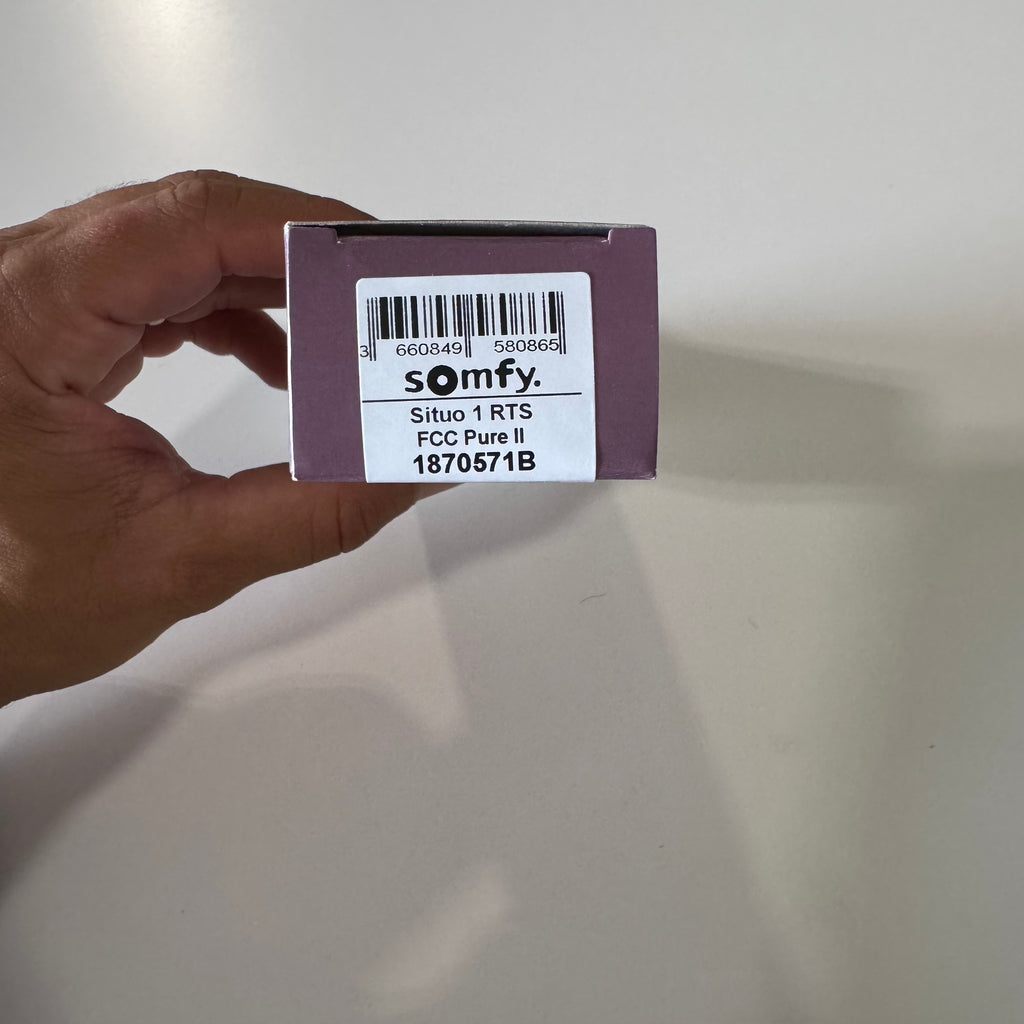 3 660849 580865
somfy.
Situo 1 RTS
FCC Pure II
1870571B